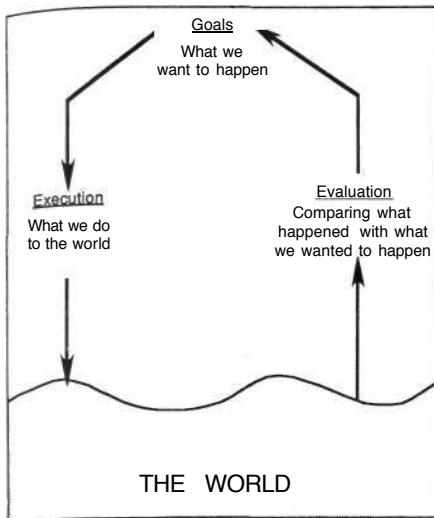 Goals
What we
want to happen
Execution
What we do
to the world
Evaluation
Comparing what
happened with what
we wanted to happen
THE WORLD